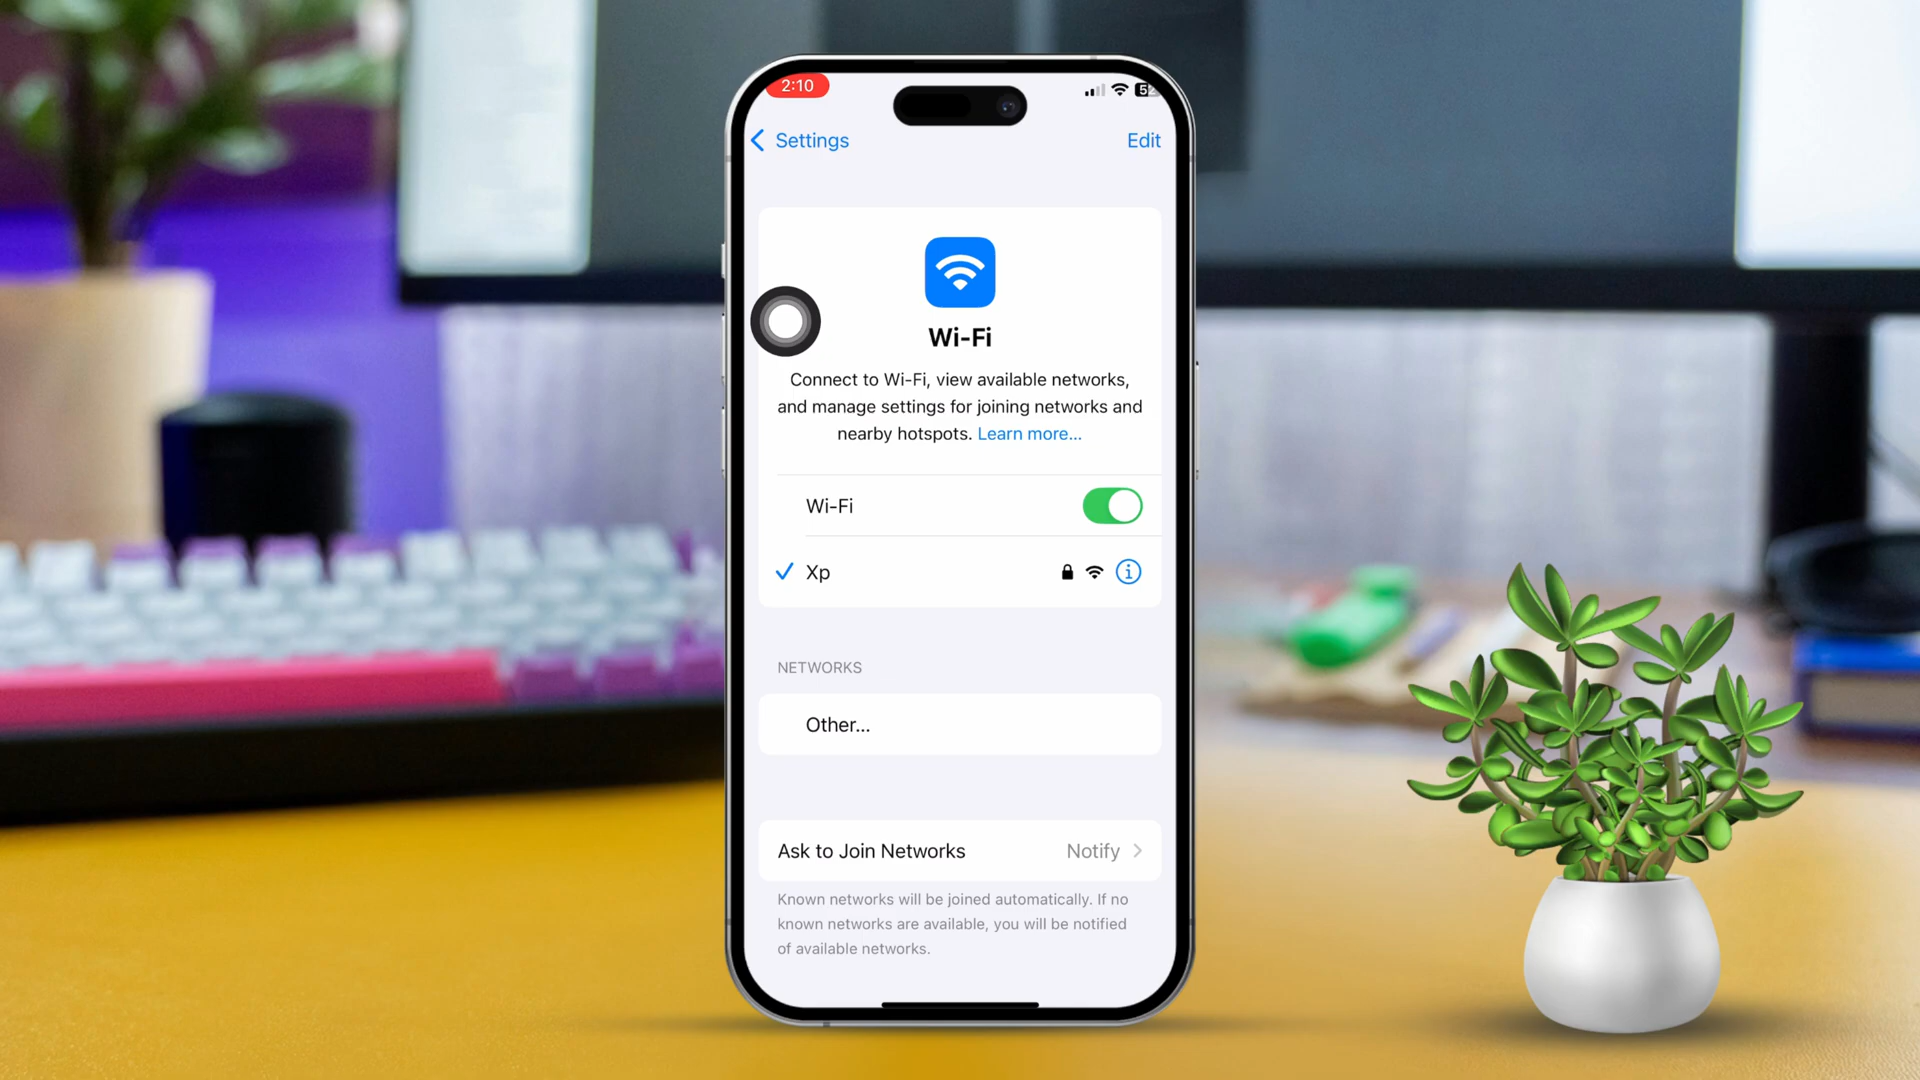 2:10
Settings
Edit
Wi-Fi
Connect to Wi-Fi, view available networks,
and manage settings for joining networks and
nearby hotspots. Learn more...
Wi-Fi
Xp
NETWORKS
Other...
Ask to Join Networks
Notify
Known networks will be joined automatically. If no
known networks are available, you will be notified
of available networks.